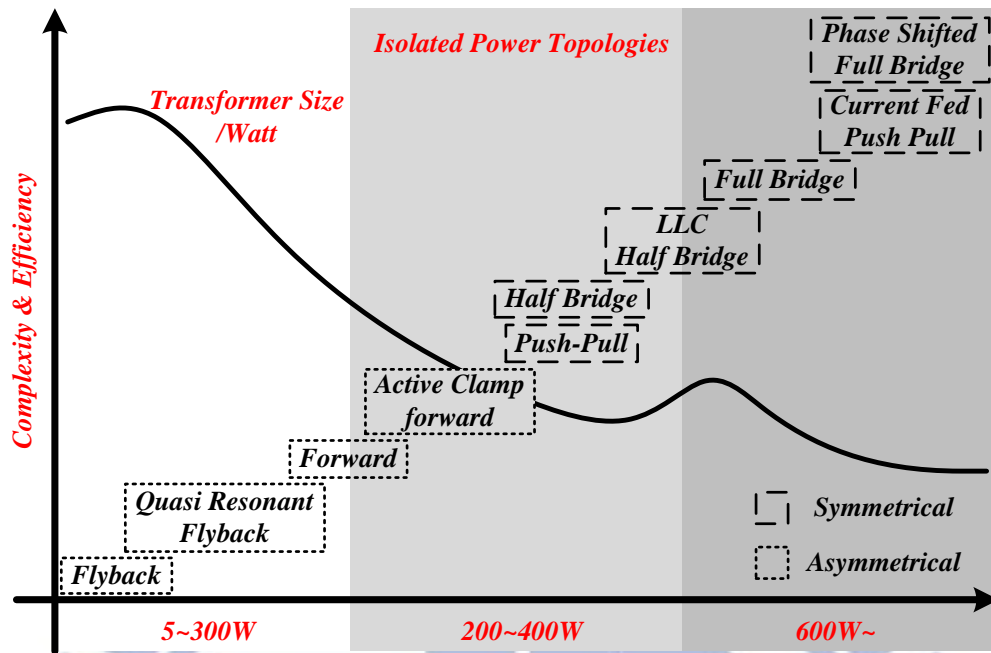 Isolated Power Topologies
Phase Shifted
Full Bridge
Transformer Size
/Watt
Current Fed
Push Pull
Full Bridge
LLC
Half Bridge
Half Bridge
Push-Pull
Active Clamp
forward
Forward
Quasi Resonant
Flyback
Flyback
Symmetrical
Asymmetrical
Complexity & Efficiency
5~300W
200~400W
600W~